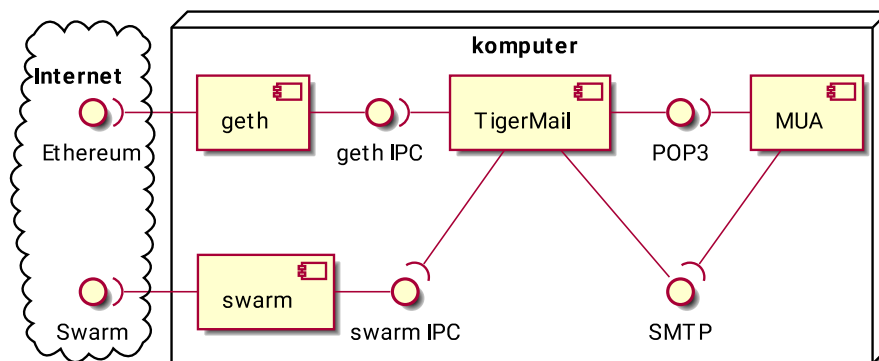 komputer
Internet
geth
TigerMail
MUA
Ethereum
geth IPC
POP3
swarm
Swarm
swarm IPC
SMTP